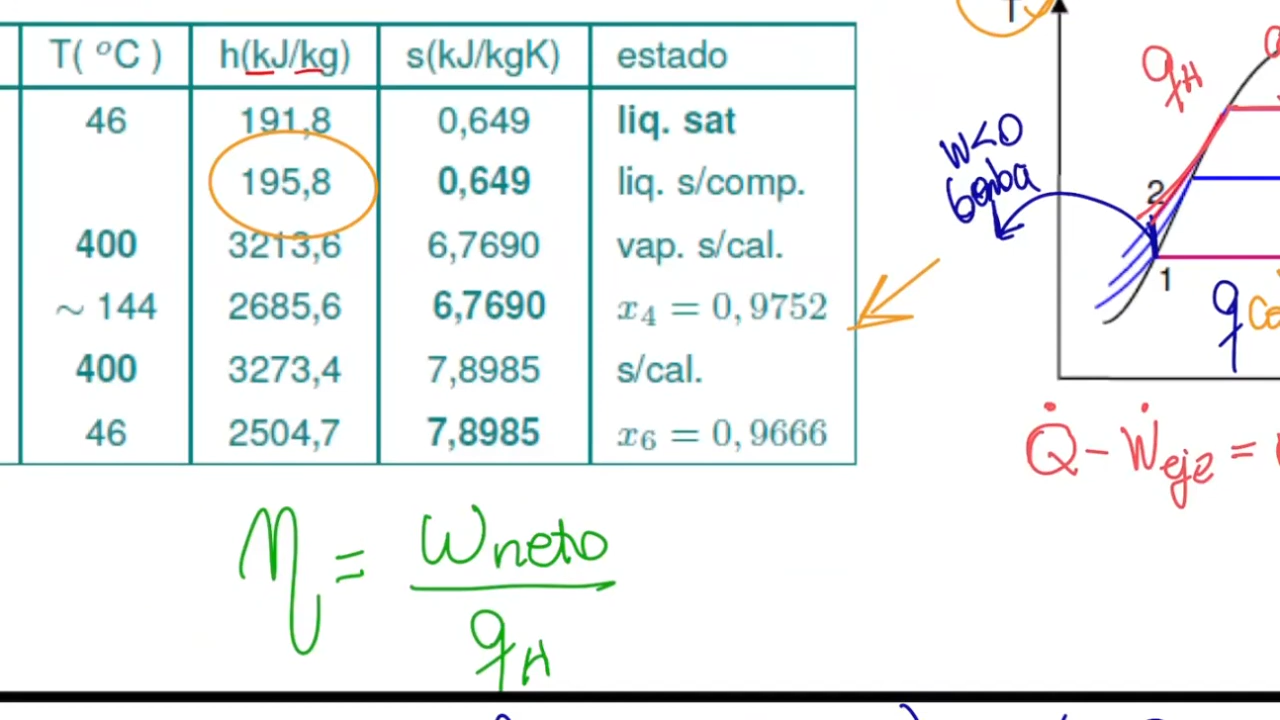 T( °C ) h(kJ/kg) s(kJ/kgK) estado
46 191,8 0,649 liq. sat
195,8 0,649 liq. s/comp.
400 3213,6 6,7690 vap. s/cal.
∼ 144 2685,6 6,7690 x₄ = 0,9752
400 3273,4 7,8985 s/cal.
46 2504,7 7,8985 x₆ = 0,9666
η = Wneto
qH
T
qH
W<0
bomba
2
1
q
Q̇ - Ẇeje =